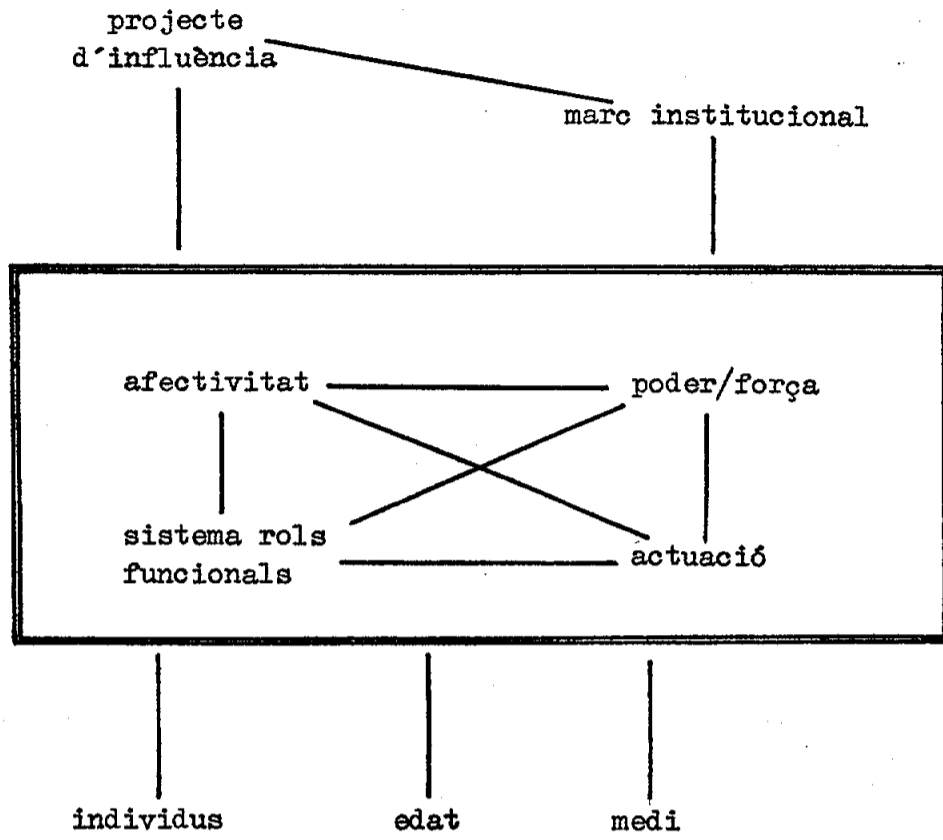 projecte
d´influència
marc institucional
afectivitat
poder/força
sistema rols
funcionals
actuació
individus
edat
medi